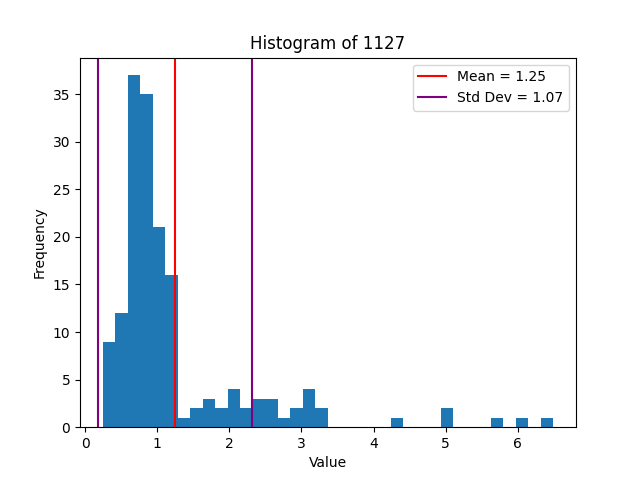 Histogram of 1127
Mean = 1.25
Std Dev = 1.07
Frequency
35
30
25
20
15
10
5
0
0 1 2 3 4 5 6
Value